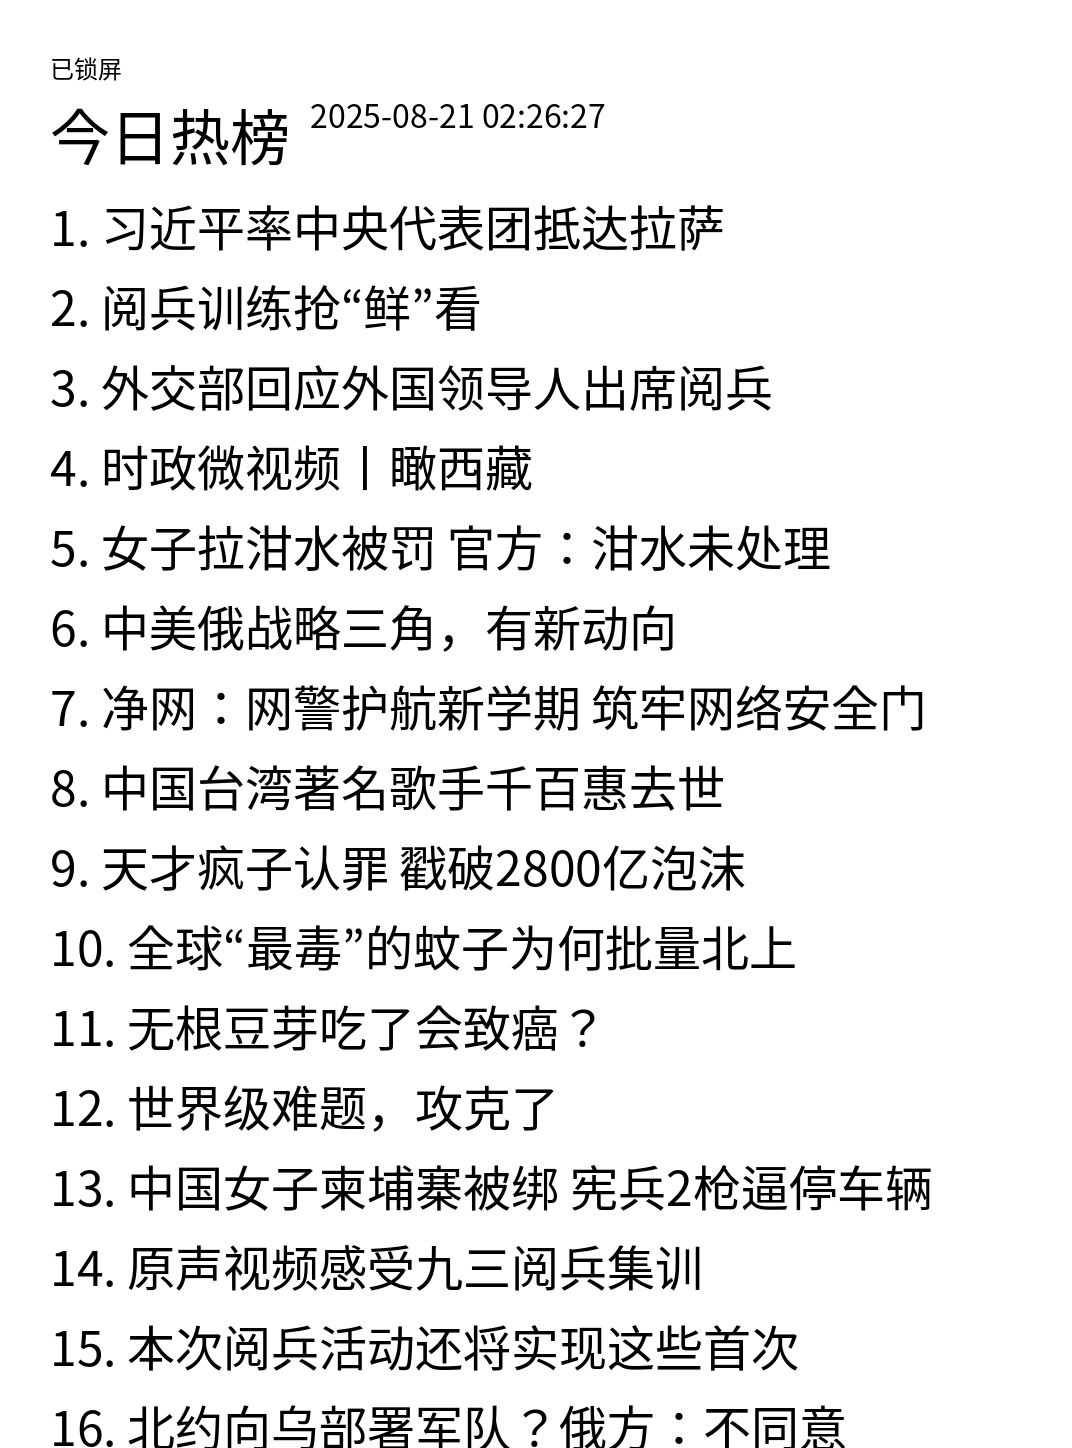 已锁屏
今日热榜 2025-08-21 02:26:27
1. 习近平率中央代表团抵达拉萨
2. 阅兵训练抢“鲜”看
3. 外交部回应外国领导人出席阅兵
4. 时政微视频丨瞰西藏
5. 女子拉泔水被罚 官方：泔水未处理
6. 中美俄战略三角，有新动向
7. 净网：网警护航新学期 筑牢网络安全门
8. 中国台湾著名歌手千百惠去世
9. 天才疯子认罪 戳破2800亿泡沫
10. 全球“最毒”的蚊子为何批量北上
11. 无根豆芽吃了会致癌？
12. 世界级难题，攻克了
13. 中国女子柬埔寨被绑 宪兵2枪逼停车辆
14. 原声视频感受九三阅兵集训
15. 本次阅兵活动还将实现这些首次
16. 北约向乌部署军队？俄方：不同意